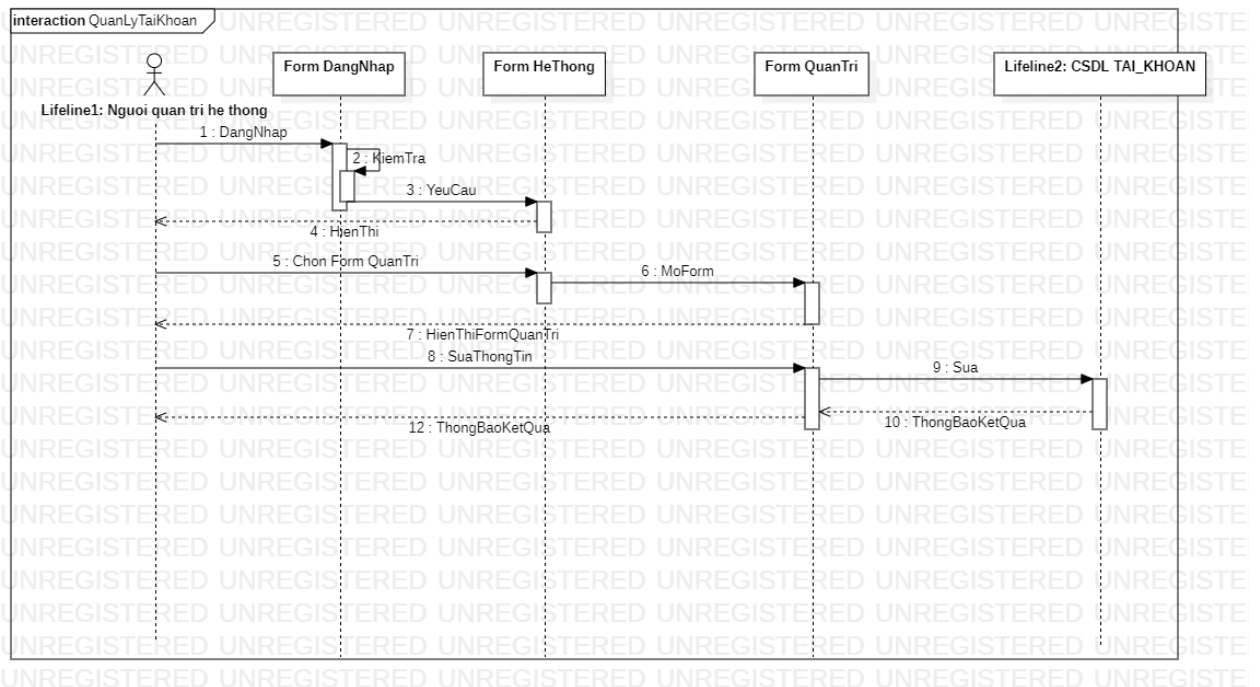 interaction QuanLyTaiKhoan
Form DangNhap
Form HeThong
Form QuanTri
Lifeline2: CSDL TAI_KHOAN
Lifeline1: Nguoi quan tri he thong
1 : DangNhap
2 : KiemTra
3 : YeuCau
4 : HienThi
5 : Chon Form QuanTri
6 : MoForm
7 : HienThiFormQuanTri
8 : SuaThongTin
9 : Sua
10 : ThongBaoKetQua
12 : ThongBaoKetQua
UNREGISTERED